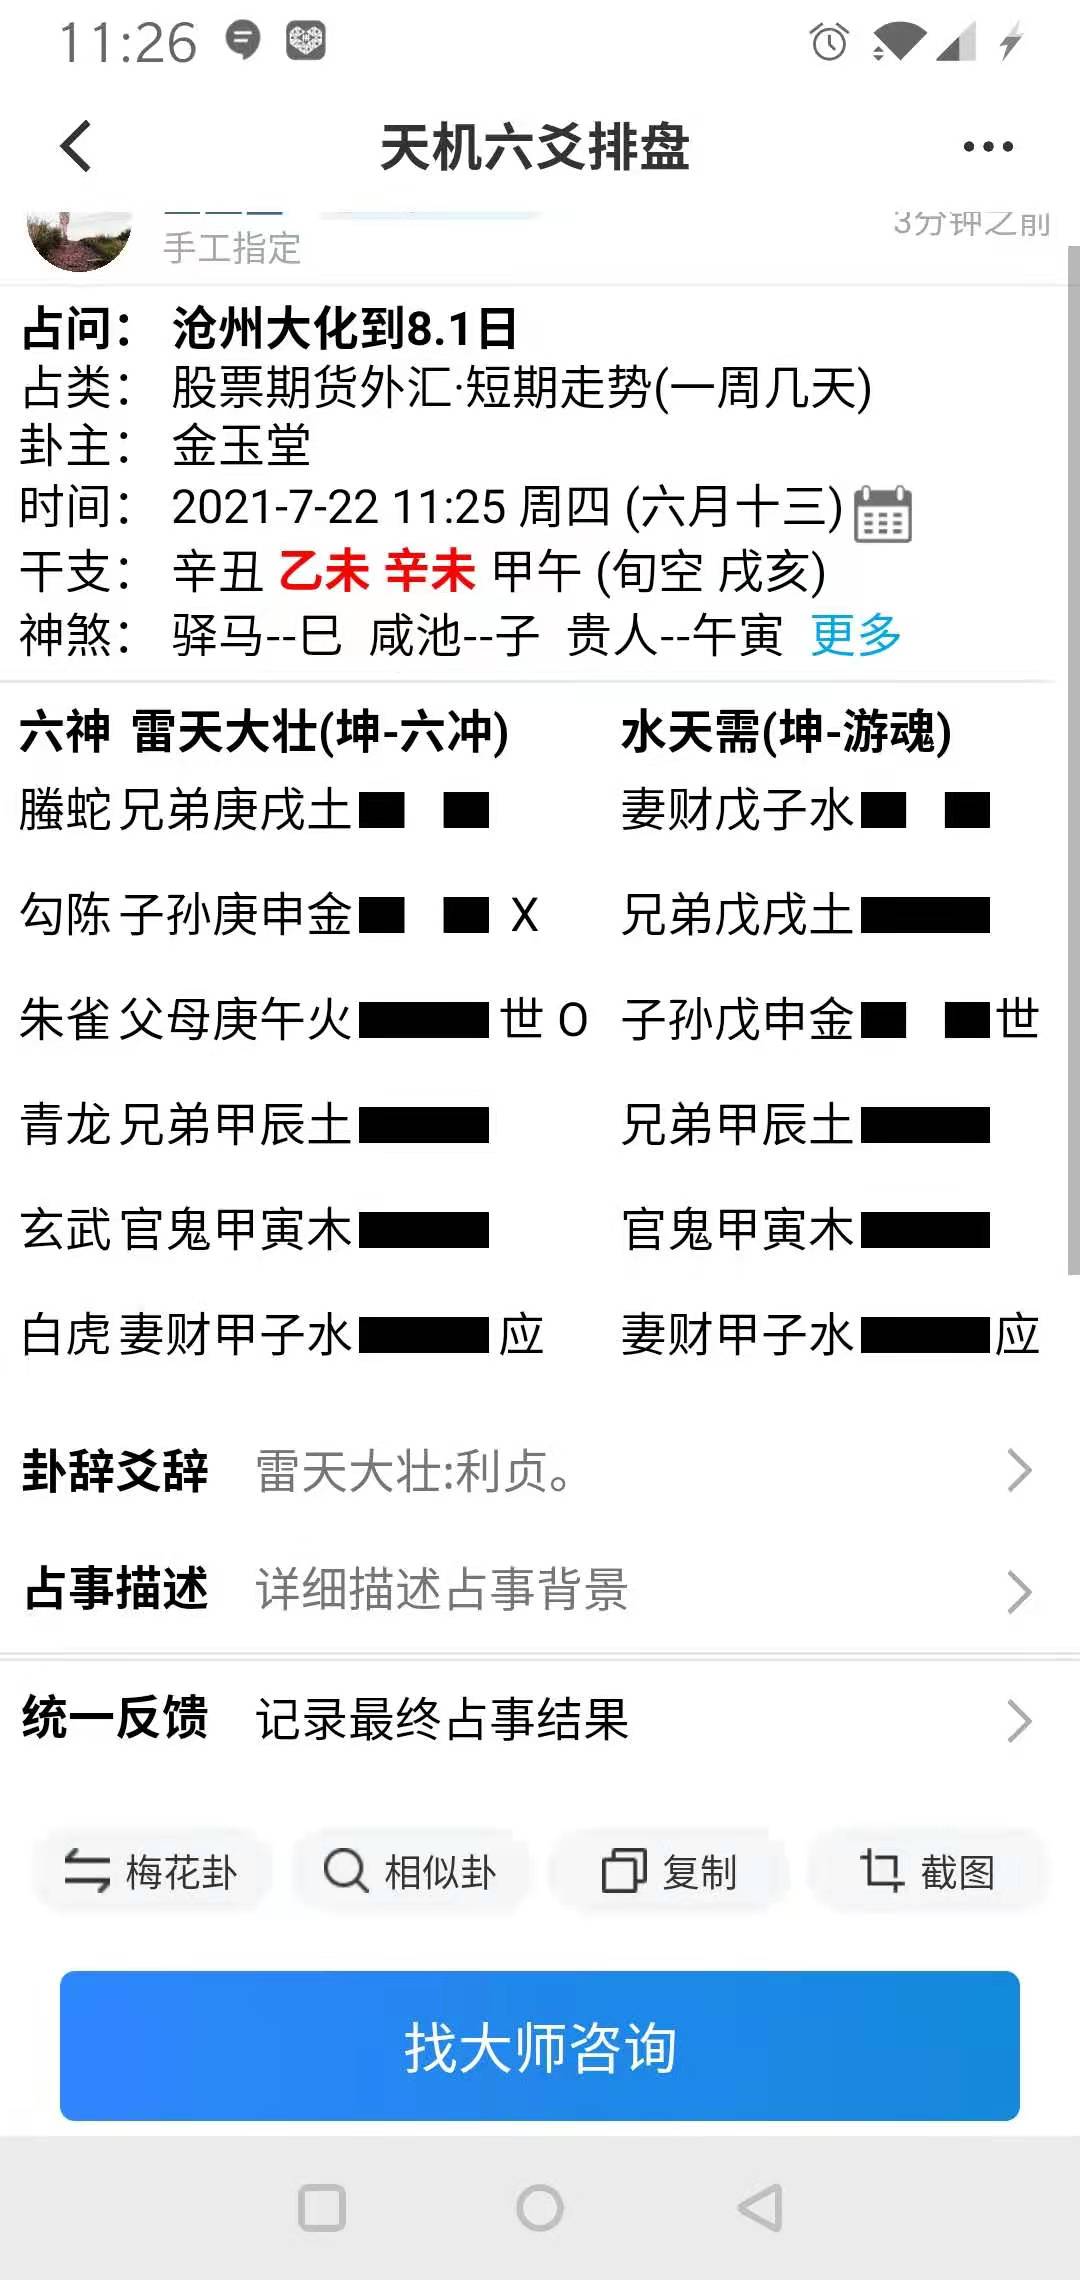 11:26
天机六爻排盘
手工指定
3分钟之前
占问： 沧州大化到8.1日
占类： 股票期货外汇·短期走势(一周几天)
卦主： 金玉堂
时间： 2021-7-22 11:25 周四 (六月十三)
干支： 辛丑 乙未 辛未 甲午 (旬空 戌亥)
神煞： 驿马--巳 咸池--子 贵人--午寅 更多
六神 雷天大壮(坤-六冲) 水天需(坤-游魂)
螣蛇 兄弟庚戌土 妻财戊子水
勾陈 子孙庚申金 X 兄弟戊戌土
朱雀 父母庚午火 世 O 子孙戊申金 世
青龙 兄弟甲辰土 兄弟甲辰土
玄武 官鬼甲寅木 官鬼甲寅木
白虎 妻财甲子水 应 妻财甲子水 应
卦辞爻辞 雷天大壮:利贞。
占事描述 详细描述占事背景
统一反馈 记录最终占事结果
梅花卦 相似卦 复制 截图
找大师咨询